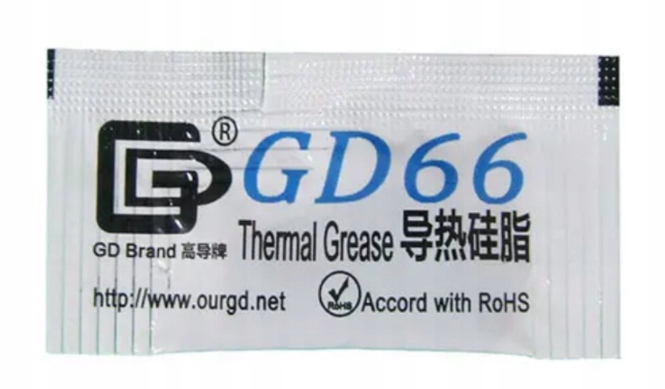 GD® GD66
GD Brand 高导牌 Thermal Grease 导热硅脂
http://www.ourgd.net RoHS Accord with RoHS